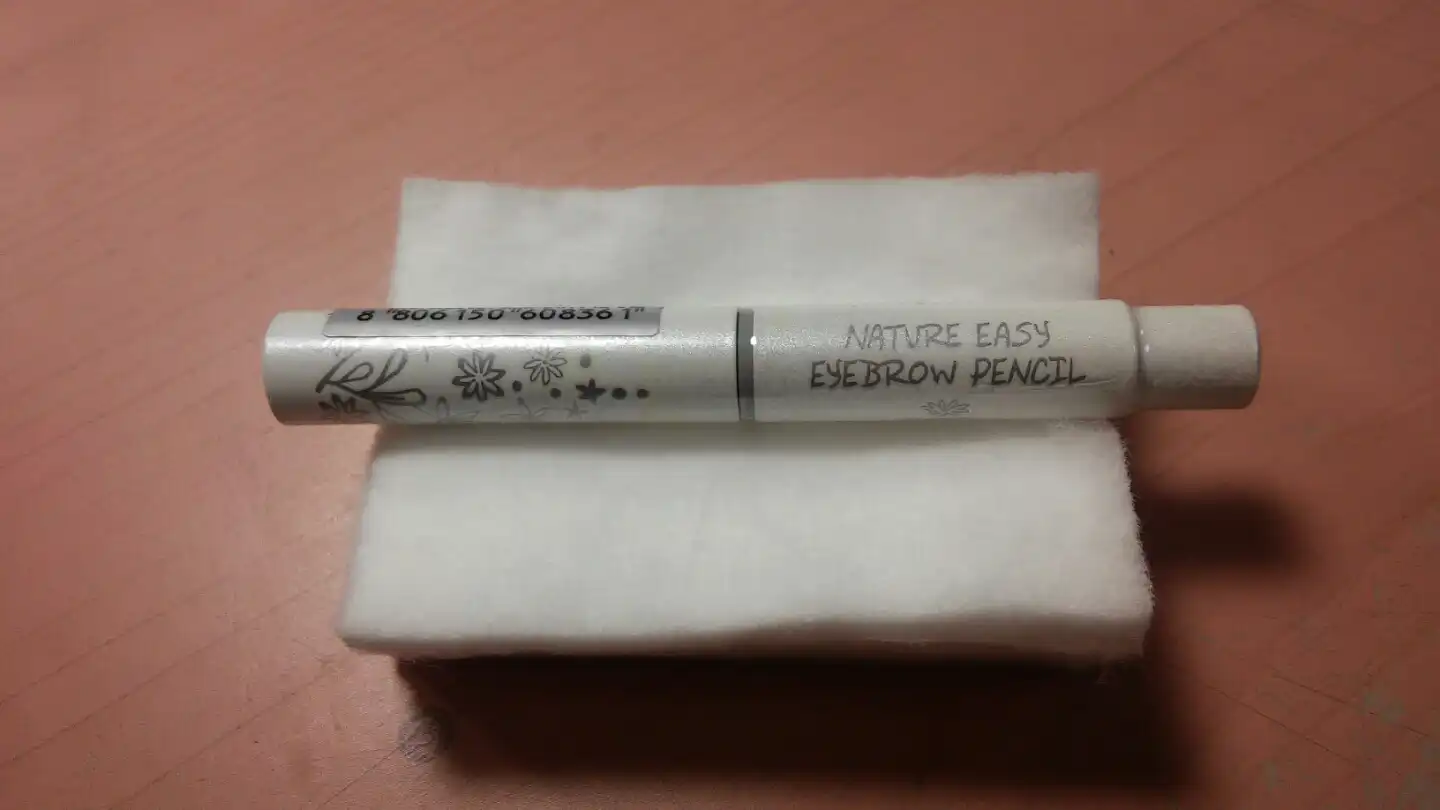 8 "806150"608361"
NATURE EASY
EYEBROW PENCIL